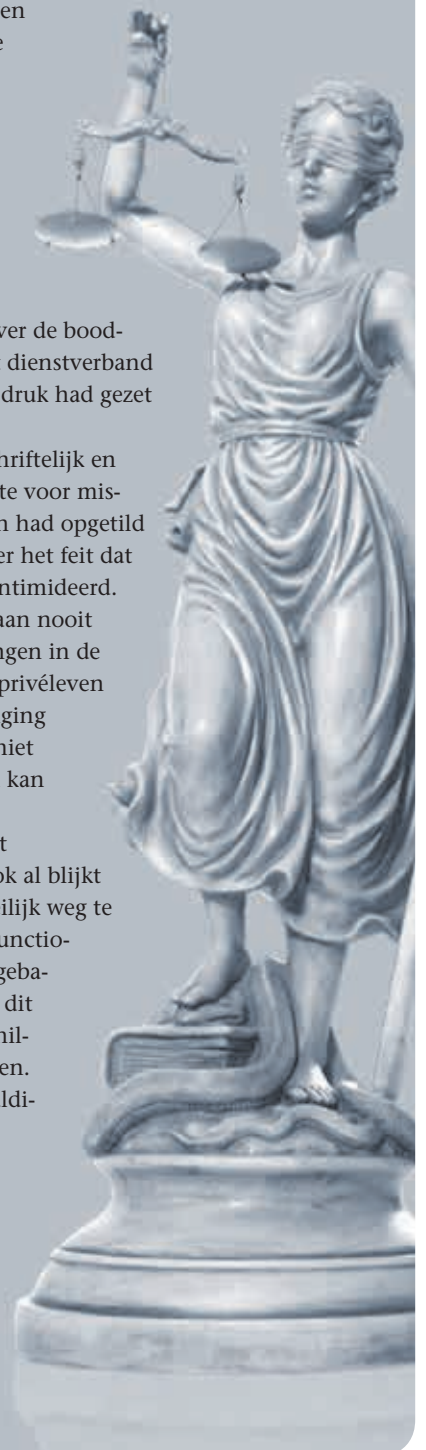 en
e
ver de bood-
t dienstverband
druk had gezet
hriftelijk en
te voor mis-
n had opgetild
er het feit dat
ntimideerd.
aan nooit
ngen in de
privéleven
ging
niet
kan
t
ok al blijkt
eilijk weg te
unctio-
geba-
dit
hil-
en.
ldi-